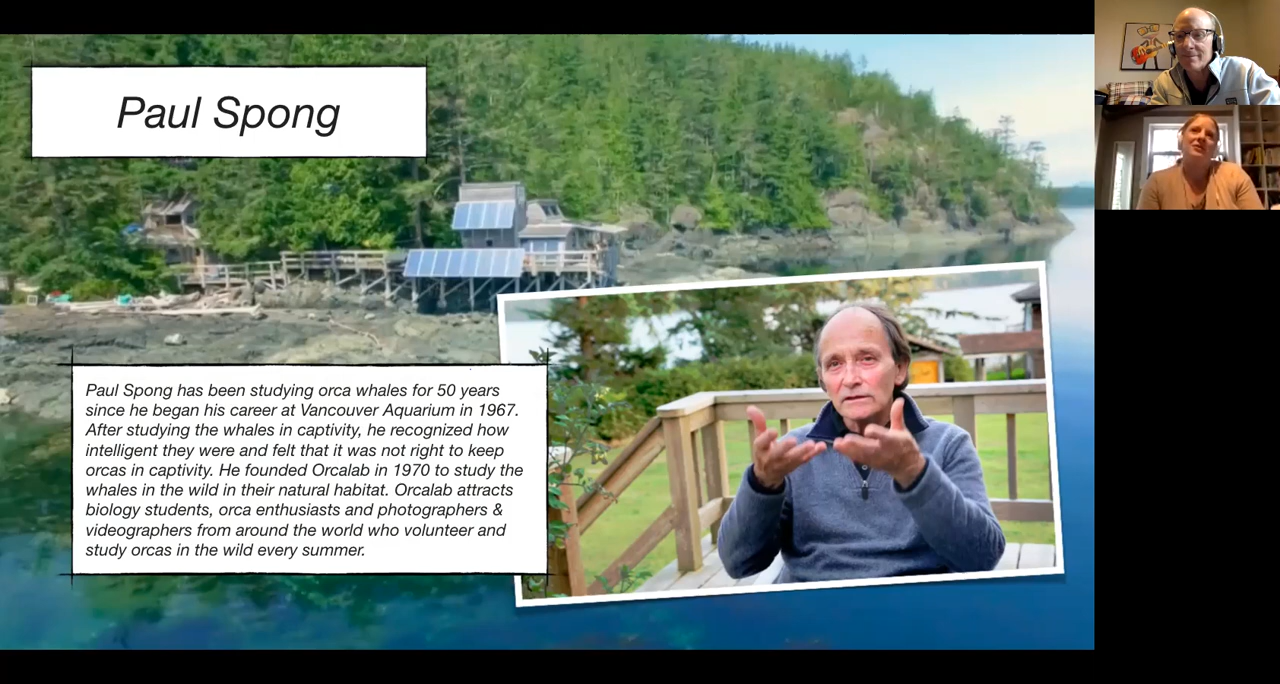 Paul Spong
Paul Spong has been studying orca whales for 50 years
since he began his career at Vancouver Aquarium in 1967.
After studying the whales in captivity, he recognized how
intelligent they were and felt that it was not right to keep
orcas in captivity. He founded Orcalab in 1970 to study the
whales in the wild in their natural habitat. Orcalab attracts
biology students, orca enthusiasts and photographers &
videographers from around the world who volunteer and
study orcas in the wild every summer.